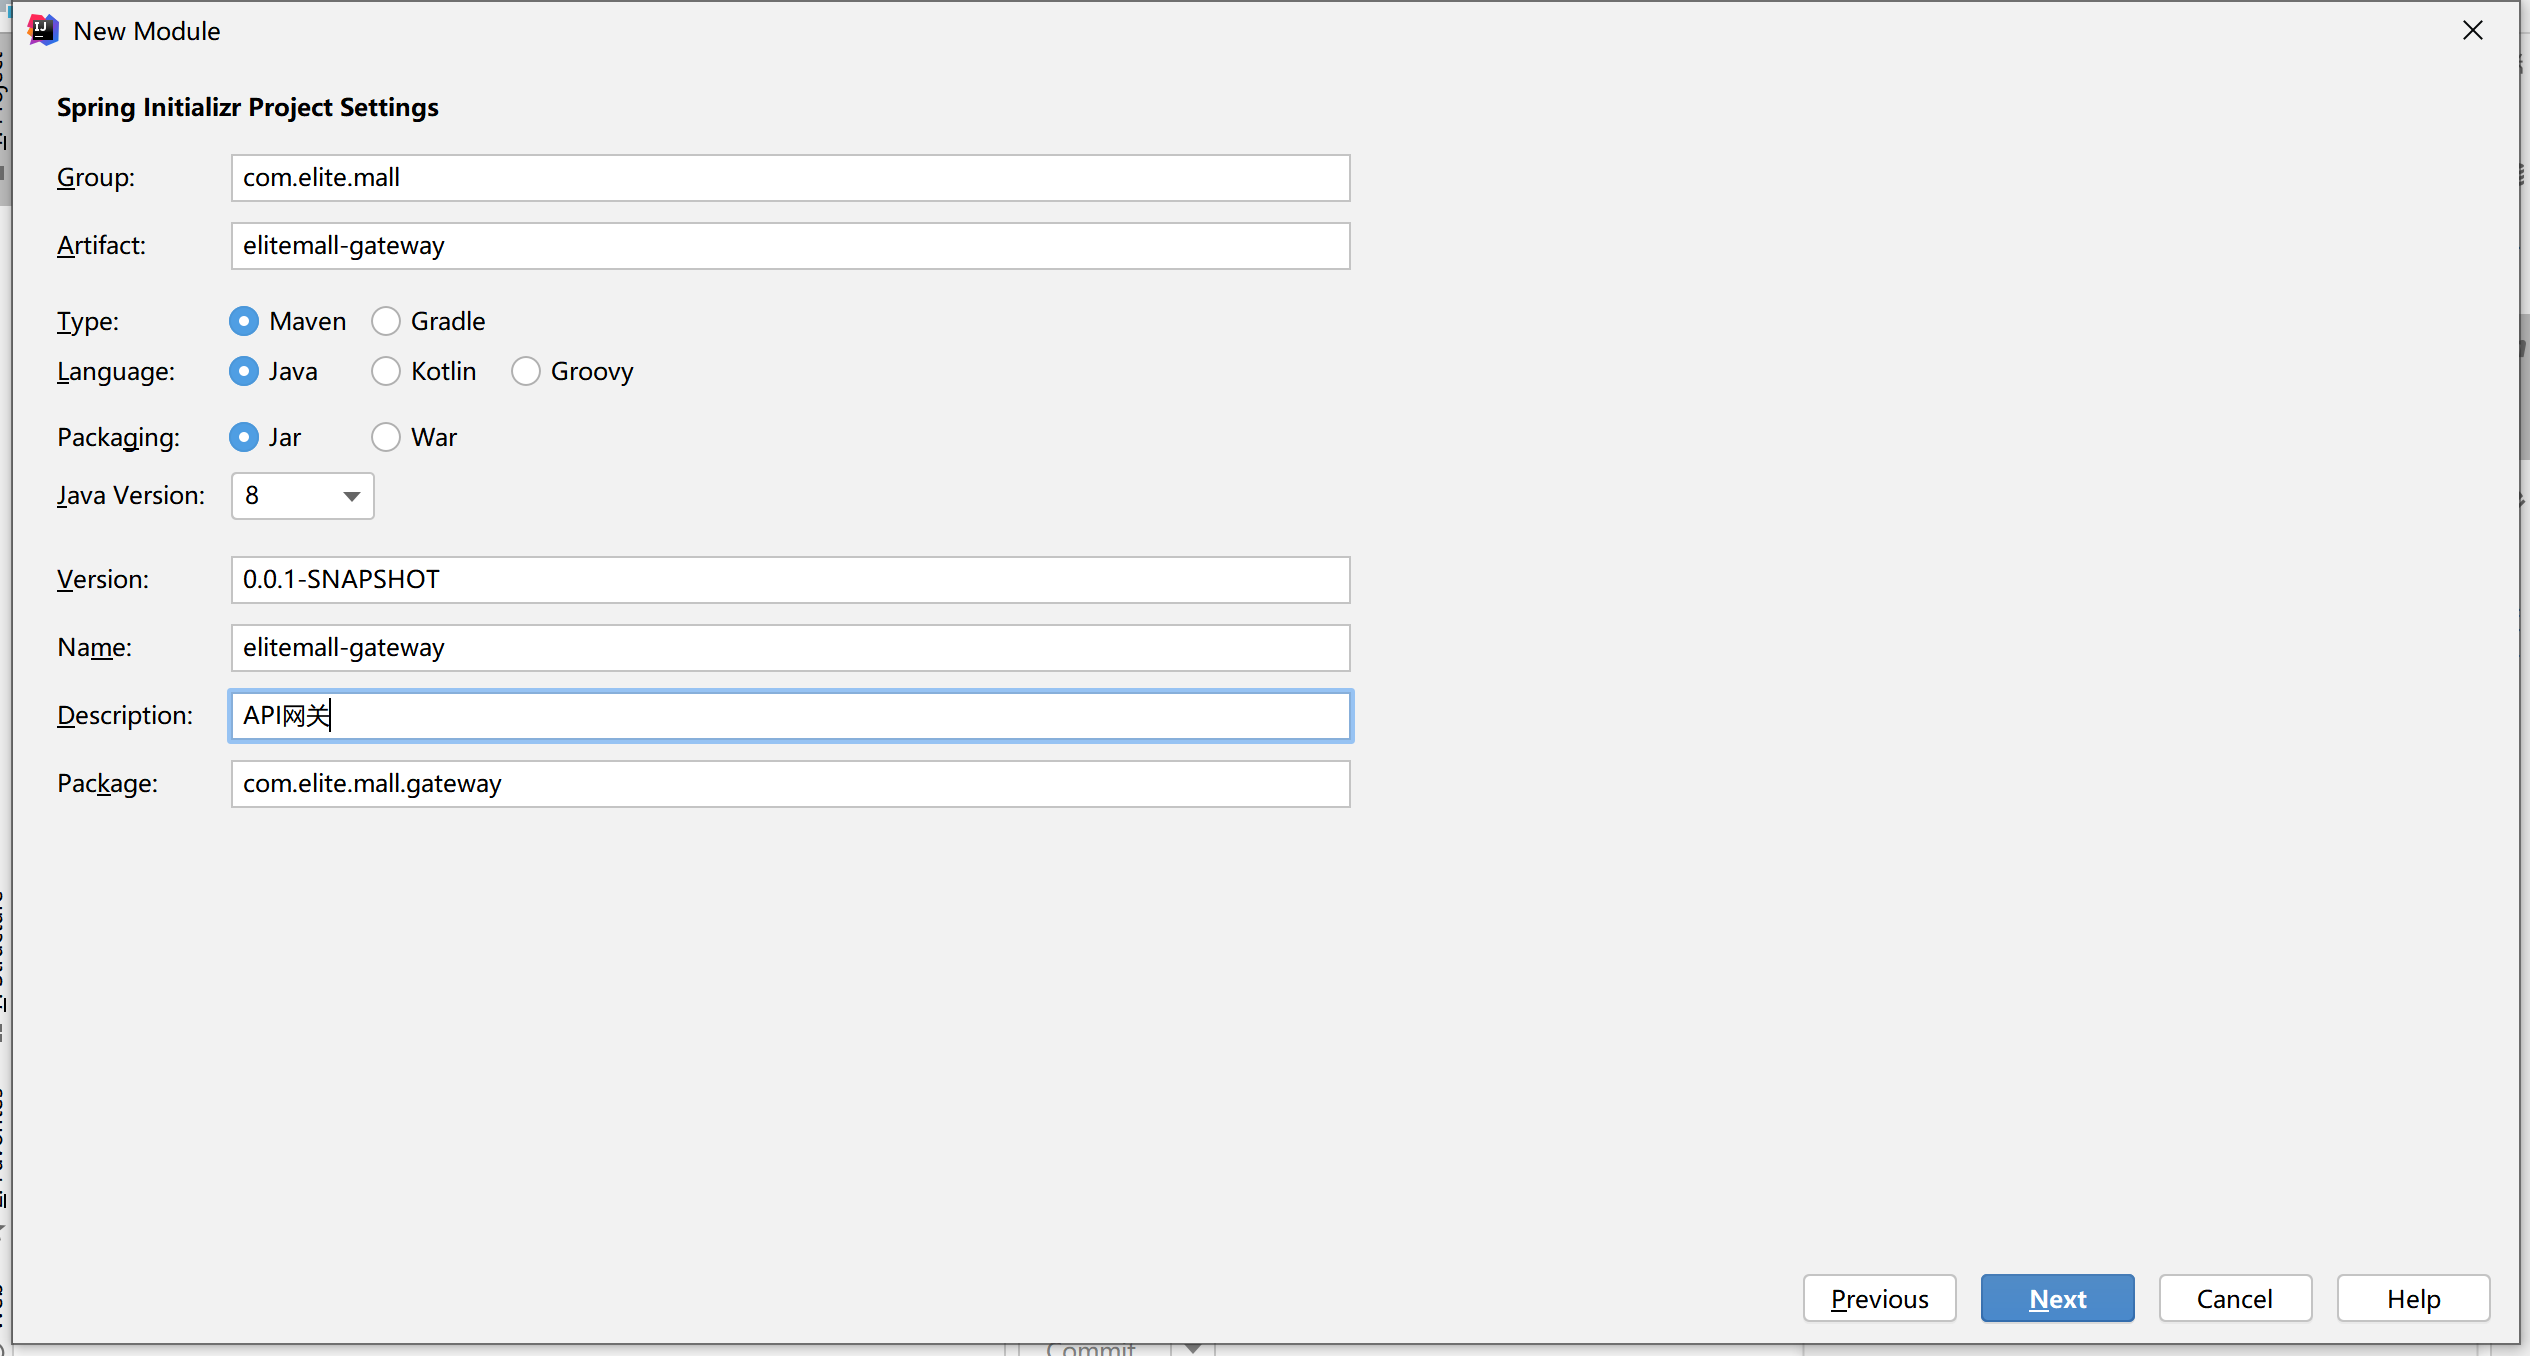 New Module
Spring Initializr Project Settings
Group: com.elite.mall
Artifact: elitemall-gateway
Type: Maven Gradle
Language: Java Kotlin Groovy
Packaging: Jar War
Java Version: 8
Version: 0.0.1-SNAPSHOT
Name: elitemall-gateway
Description: API网关
Package: com.elite.mall.gateway
Previous Next Cancel Help
Commit